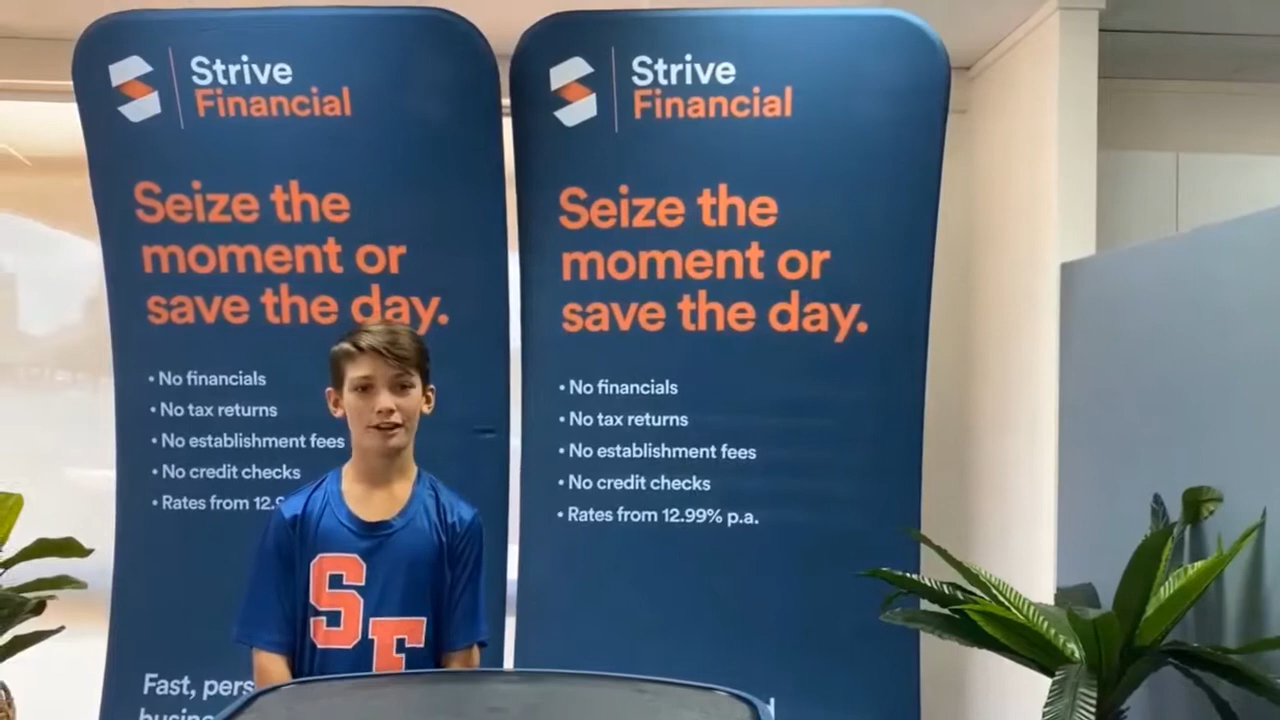 Strive
Financial
Seize the
moment or
save the day.
• No financials
• No tax returns
• No establishment fees
• No credit checks
• Rates from 12.9
Fast, pers
busine
Strive
Financial
Seize the
moment or
save the day.
• No financials
• No tax returns
• No establishment fees
• No credit checks
• Rates from 12.99% p.a.
S
F